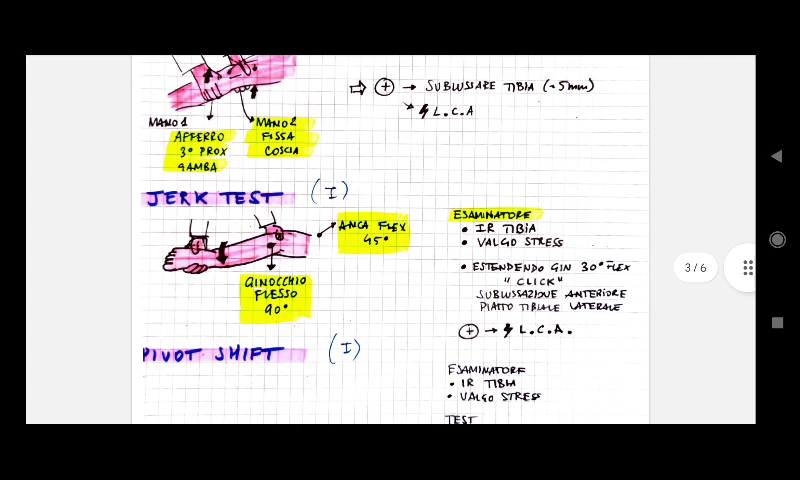 ⇨ ⊕ → SUBLUSSARE TIBIA (~5mm)
↯ L.C.A
MANO 1
AFFERRO
3° PROX
GAMBA
MANO 2
FISSA
COSCIA
JERK TEST (I)
ANCA FLEX
45°
GINOCCHIO
FLESSO
90°
ESAMINATORE
• IR TIBIA
• VALGO STRESS
• ESTENDENDO GIN 30° FLEX
"CLICK"
SUBLUSSAZIONE ANTERIORE
PIATTO TIBIALE LATERALE
⊕ → ↯ L.C.A.
PIVOT SHIFT (I)
ESAMINATORE
• IR TIBIA
• VALGO STRESS
TEST
3 / 6